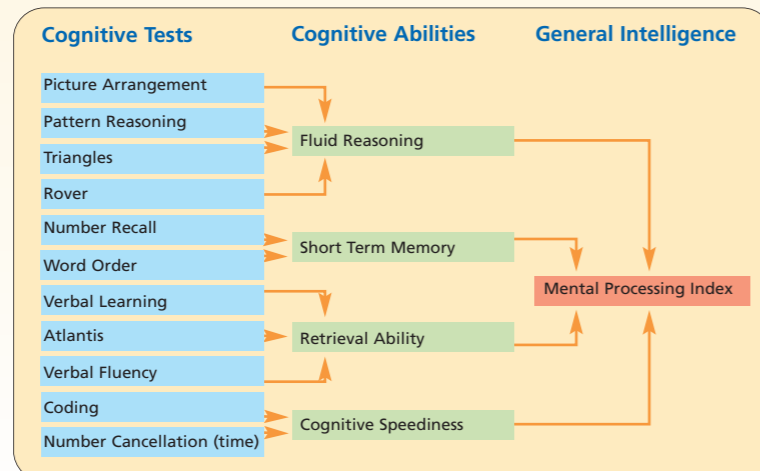 Cognitive Tests
Cognitive Abilities
General Intelligence
Picture Arrangement
Pattern Reasoning
Triangles
Rover
Number Recall
Word Order
Verbal Learning
Atlantis
Verbal Fluency
Coding
Number Cancellation (time)
Fluid Reasoning
Short Term Memory
Retrieval Ability
Cognitive Speediness
Mental Processing Index